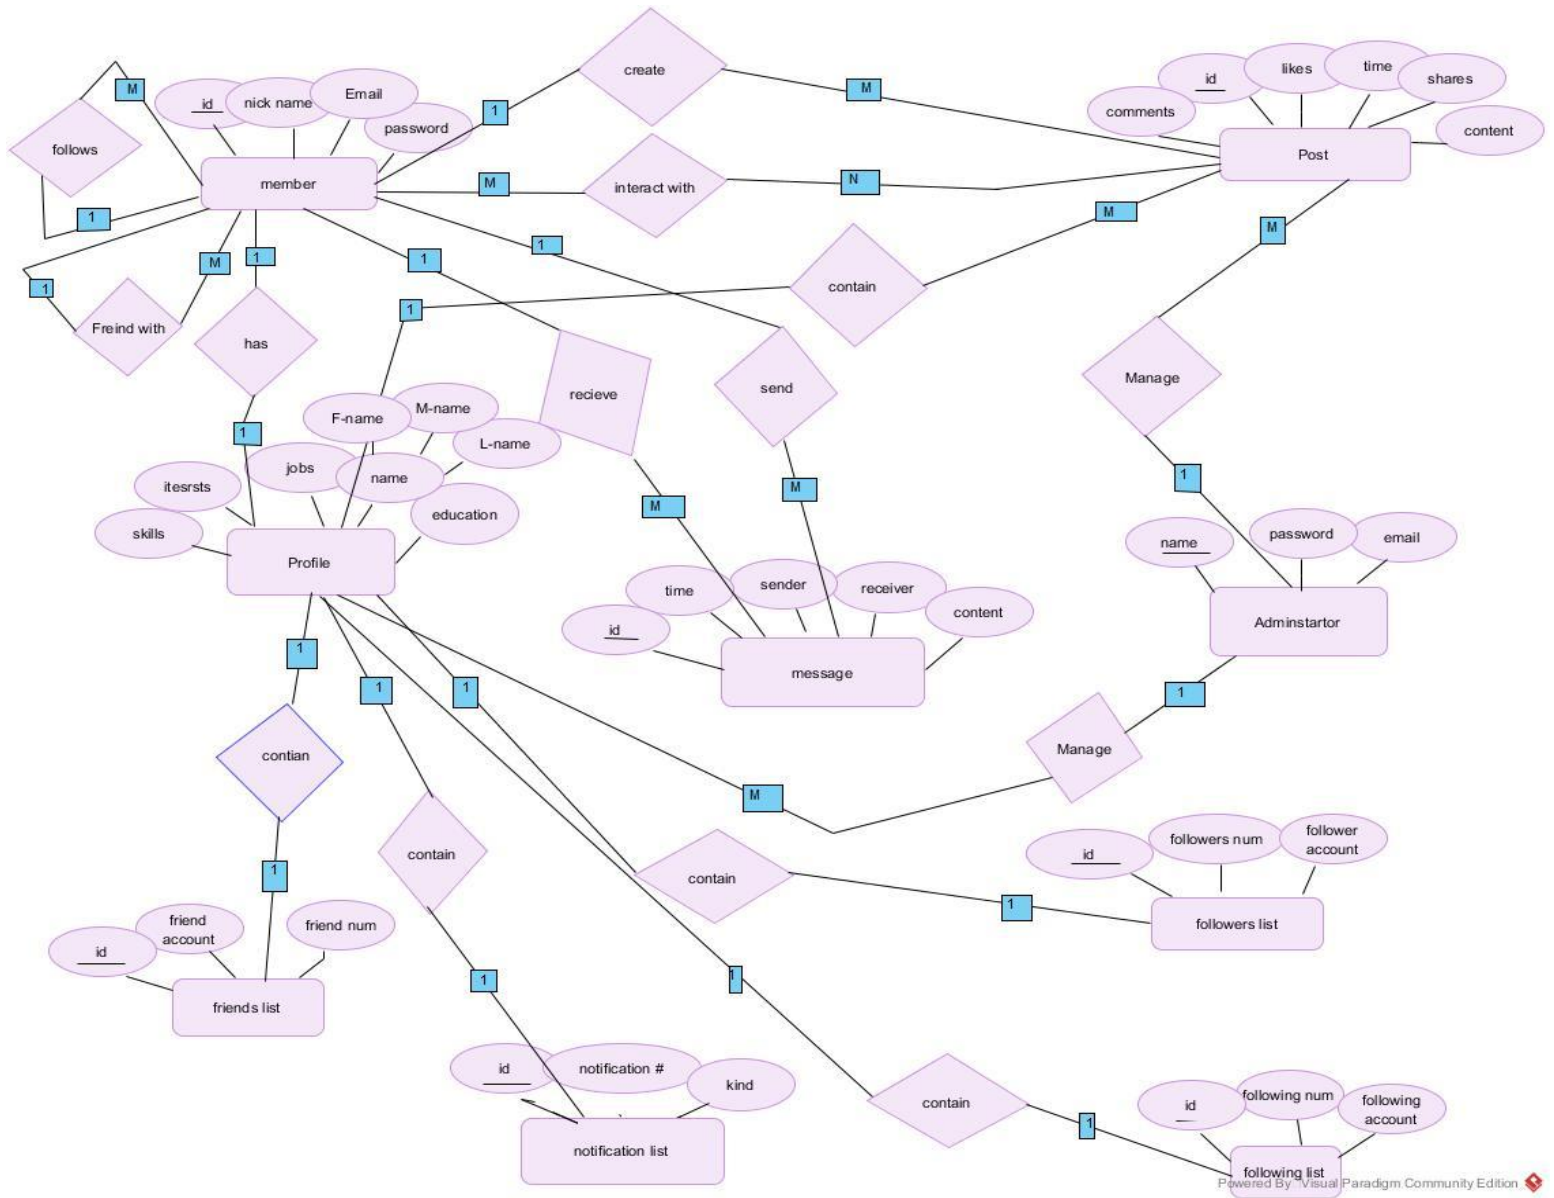 create
M
id
nick name
Email
password
1
M
comments
id
likes
time
shares
content
Post
follows
member
M
interact with
N
M
1
M
1
1
1
M
1
contain
1
Freind with
has
1
recieve
send
Manage
F-name
M-name
L-name
1
jobs
name
itesrsts
education
skills
Profile
M
M
1
name
password
email
Adminstartor
time
sender
receiver
id
content
message
1
1
1
1
contian
Manage
M
contain
contain
1
id
followers num
follower
account
1
followers list
friend
account
friend num
id
friends list
1
1
id
notification #
kind
notification list
contain
1
id
following num
following
account
following list
Powered By Visual Paradigm Community Edition